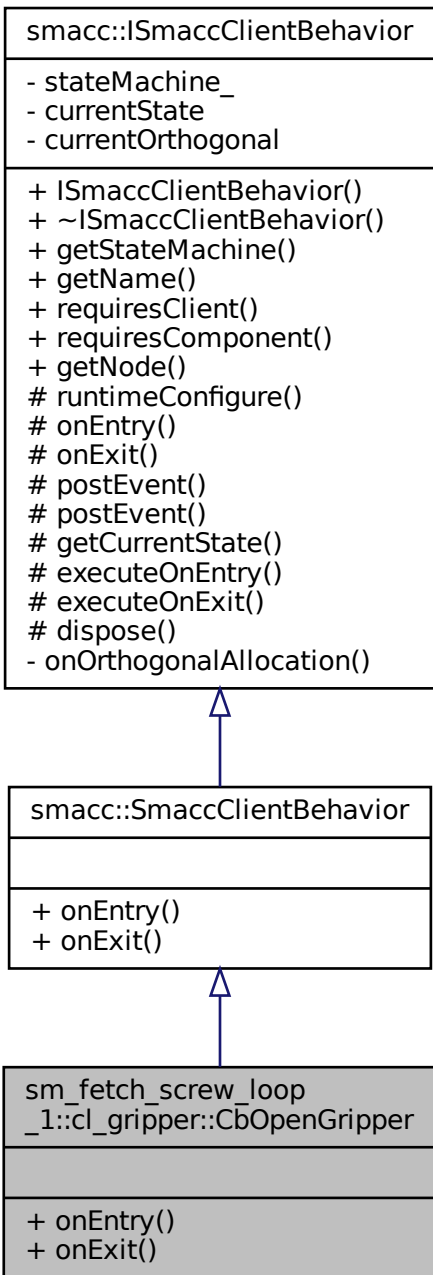 smacc::ISmaccClientBehavior
- stateMachine_
- currentState
- currentOrthogonal
+ ISmaccClientBehavior()
+ ~ISmaccClientBehavior()
+ getStateMachine()
+ getName()
+ requiresClient()
+ requiresComponent()
+ getNode()
# runtimeConfigure()
# onEntry()
# onExit()
# postEvent()
# postEvent()
# getCurrentState()
# executeOnEntry()
# executeOnExit()
# dispose()
- onOrthogonalAllocation()
smacc::SmaccClientBehavior
+ onEntry()
+ onExit()
sm_fetch_screw_loop
_1::cl_gripper::CbOpenGripper
+ onEntry()
+ onExit()